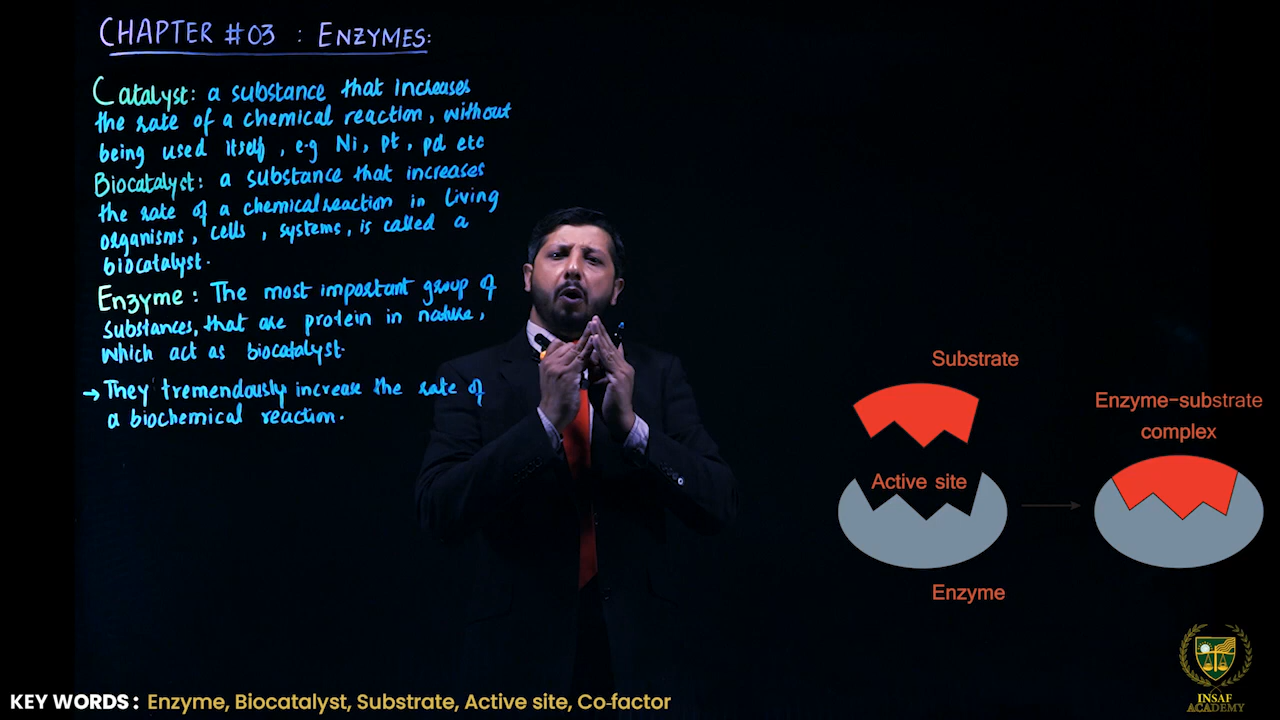 CHAPTER #03 : ENZYMES:
Catalyst: a substance that increases
the rate of a chemical reaction, without
being used itself, e.g Ni, Pt, pd etc
Biocatalyst: a substance that increases
the rate of a chemical reaction in Living
organisms, cells, systems, is called a
biocatalyst.
Enzyme: The most important group of
substances, that are protein in nature,
which act as biocatalyst.
→ They tremendously increase the rate of
a biochemical reaction.
Substrate
Active site
Enzyme
Enzyme-substrate
complex
KEY WORDS: Enzyme, Biocatalyst, Substrate, Active site, Co-factor
INSAF
ACADEMY